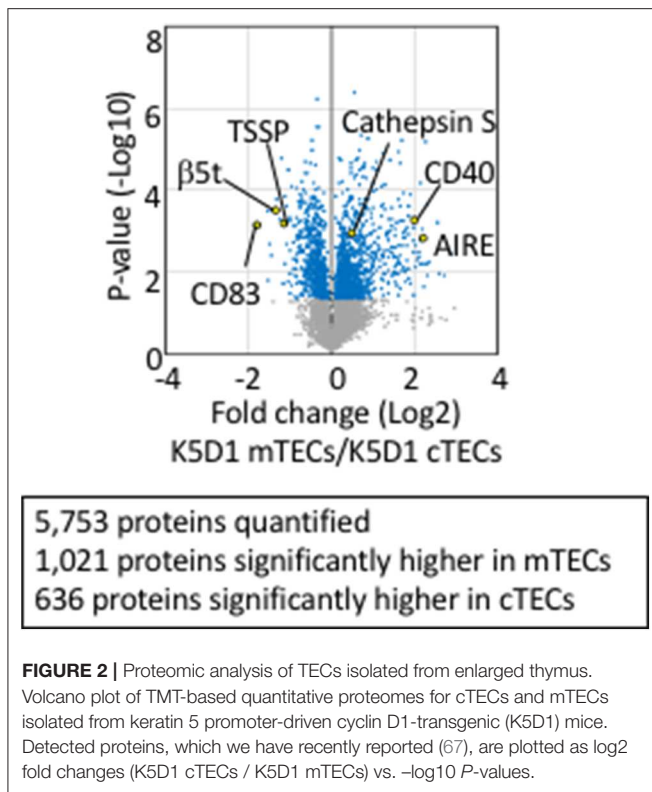 8
6
4
2
0
P-value (-Log10)
TSSP
Cathepsin S
β5t
CD40
AIRE
CD83
-4 -2 0 2 4
Fold change (Log2)
K5D1 mTECs/K5D1 cTECs
5,753 proteins quantified
1,021 proteins significantly higher in mTECs
636 proteins significantly higher in cTECs
FIGURE 2 | Proteomic analysis of TECs isolated from enlarged thymus.
Volcano plot of TMT-based quantitative proteomes for cTECs and mTECs
isolated from keratin 5 promoter-driven cyclin D1-transgenic (K5D1) mice.
Detected proteins, which we have recently reported (67), are plotted as log2
fold changes (K5D1 cTECs / K5D1 mTECs) vs. –log10 P-values.